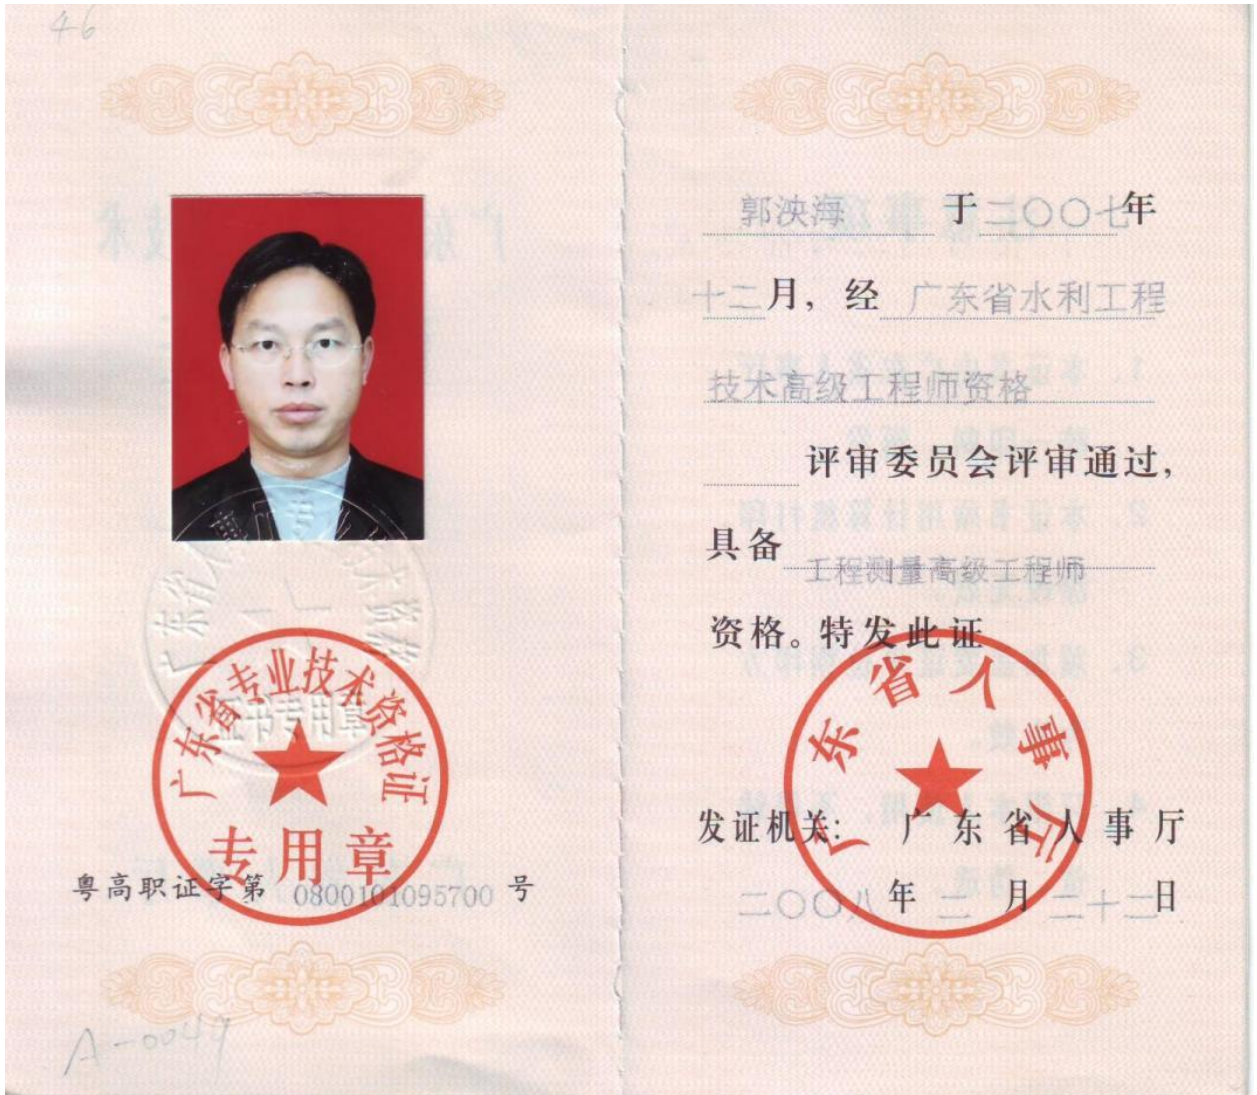 46
广东省专业技术资格证
专用章
粤高职证字第 0800101095700 号
A-0049
郭泱海 于二〇〇七年
十二月，经 广东省水利工程
技术高级工程师资格
评审委员会评审通过，
具备 工程测量高级工程师
资格。特发此证
广东省人事厅
发证机关： 广东省人事厅
二〇〇八年 二 月 二十二日